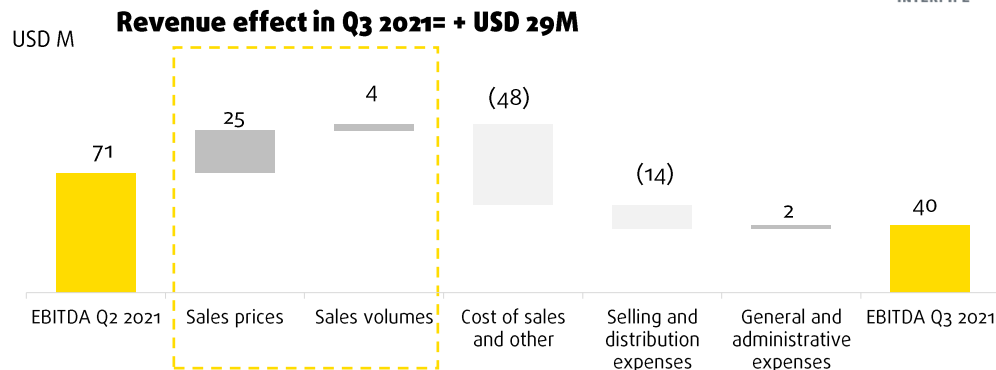 Revenue effect in Q3 2021= + USD 29M
USD M
71
25
4
(48)
(14)
2
40
EBITDA Q2 2021
Sales prices
Sales volumes
Cost of sales
and other
Selling and
distribution
expenses
General and
administrative
expenses
EBITDA Q3 2021